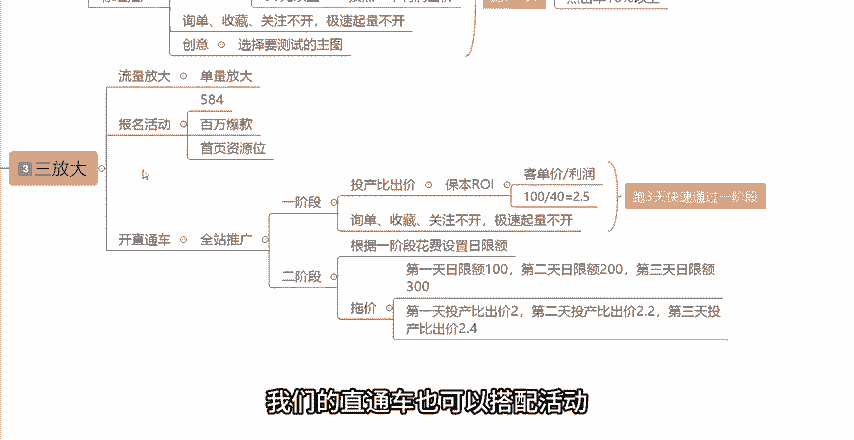 询单、收藏、关注不开，极速起量不开
创意
选择要测试的主图
3 三放大
流量放大
单量放大
报名活动
584
百万爆款
首页资源位
开直通车
全站推广
一阶段
投产比出价
保本ROI
客单价/利润
100/40=2.5
询单、收藏、关注不开，极速起量不开
跑3天快速通过一阶段
二阶段
根据一阶段花费设置日限额
拖价
第一天日限额100，第二天日限额200，第三天日限额
300
第一天投产比出价2，第二天投产比出价2.2，第三天投
产比出价2.4
我们的直通车也可以搭配活动